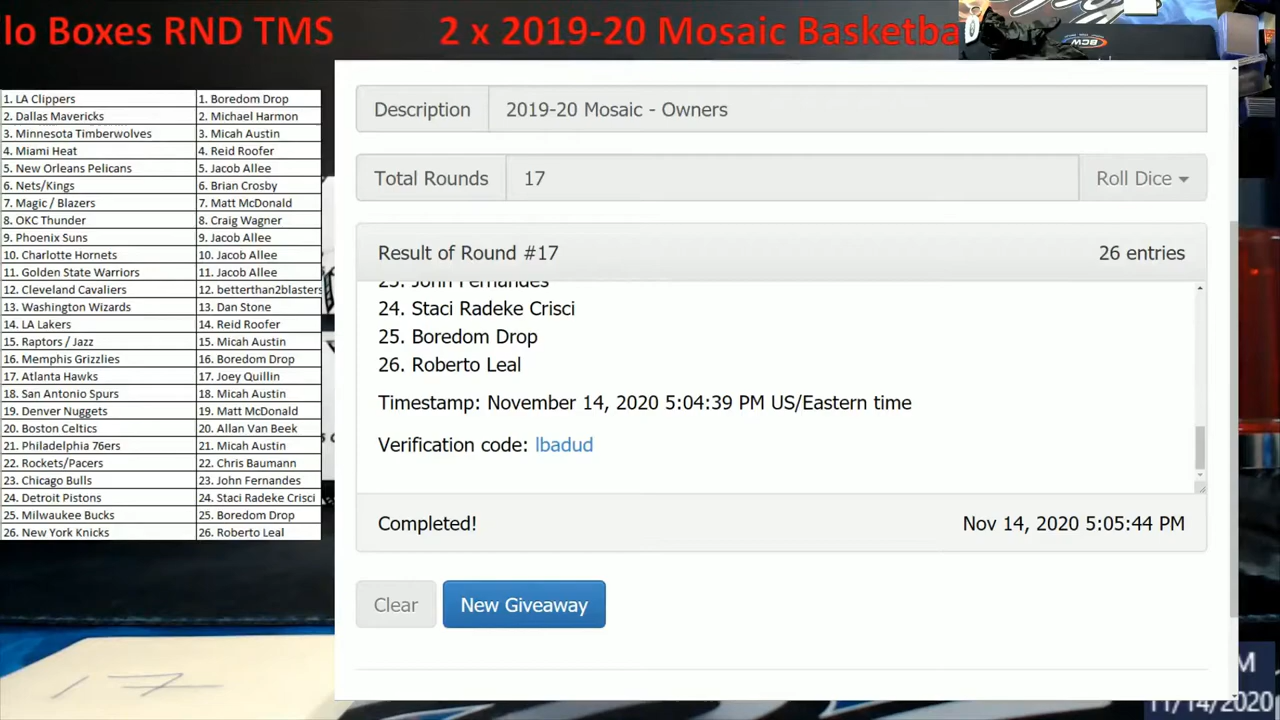 lo Boxes RND TMS 2 x 2019-20 Mosaic Basketba
BCW
1. LA Clippers 1. Boredom Drop
2. Dallas Mavericks 2. Michael Harmon
3. Minnesota Timberwolves 3. Micah Austin
4. Miami Heat 4. Reid Roofer
5. New Orleans Pelicans 5. Jacob Allee
6. Nets/Kings 6. Brian Crosby
7. Magic / Blazers 7. Matt McDonald
8. OKC Thunder 8. Craig Wagner
9. Phoenix Suns 9. Jacob Allee
10. Charlotte Hornets 10. Jacob Allee
11. Golden State Warriors 11. Jacob Allee
12. Cleveland Cavaliers 12. betterthan2blasters
13. Washington Wizards 13. Dan Stone
14. LA Lakers 14. Reid Roofer
15. Raptors / Jazz 15. Micah Austin
16. Memphis Grizzlies 16. Boredom Drop
17. Atlanta Hawks 17. Joey Quillin
18. San Antonio Spurs 18. Micah Austin
19. Denver Nuggets 19. Matt McDonald
20. Boston Celtics 20. Allan Van Beek
21. Philadelphia 76ers 21. Micah Austin
22. Rockets/Pacers 22. Chris Baumann
23. Chicago Bulls 23. John Fernandes
24. Detroit Pistons 24. Staci Radeke Crisci
25. Milwaukee Bucks 25. Boredom Drop
26. New York Knicks 26. Roberto Leal
Description 2019-20 Mosaic - Owners
Total Rounds 17 Roll Dice
Result of Round #17 26 entries
23. John Fernandes
24. Staci Radeke Crisci
25. Boredom Drop
26. Roberto Leal
Timestamp: November 14, 2020 5:04:39 PM US/Eastern time
Verification code: lbadud
Completed! Nov 14, 2020 5:05:44 PM
Clear New Giveaway
17
M
11/14/2020